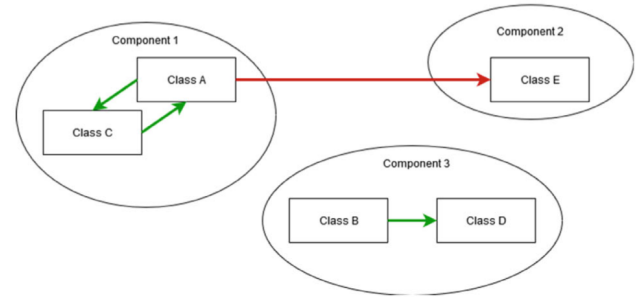 Component 1
Class A
Class C
Component 2
Class E
Component 3
Class B
Class D